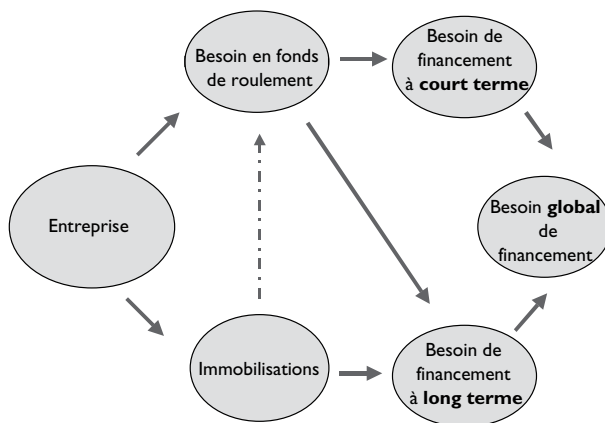 Besoin en fonds
de roulement
Besoin de
financement
à court terme
Entreprise
Besoin global
de
financement
Immobilisations
Besoin de
financement
à long terme